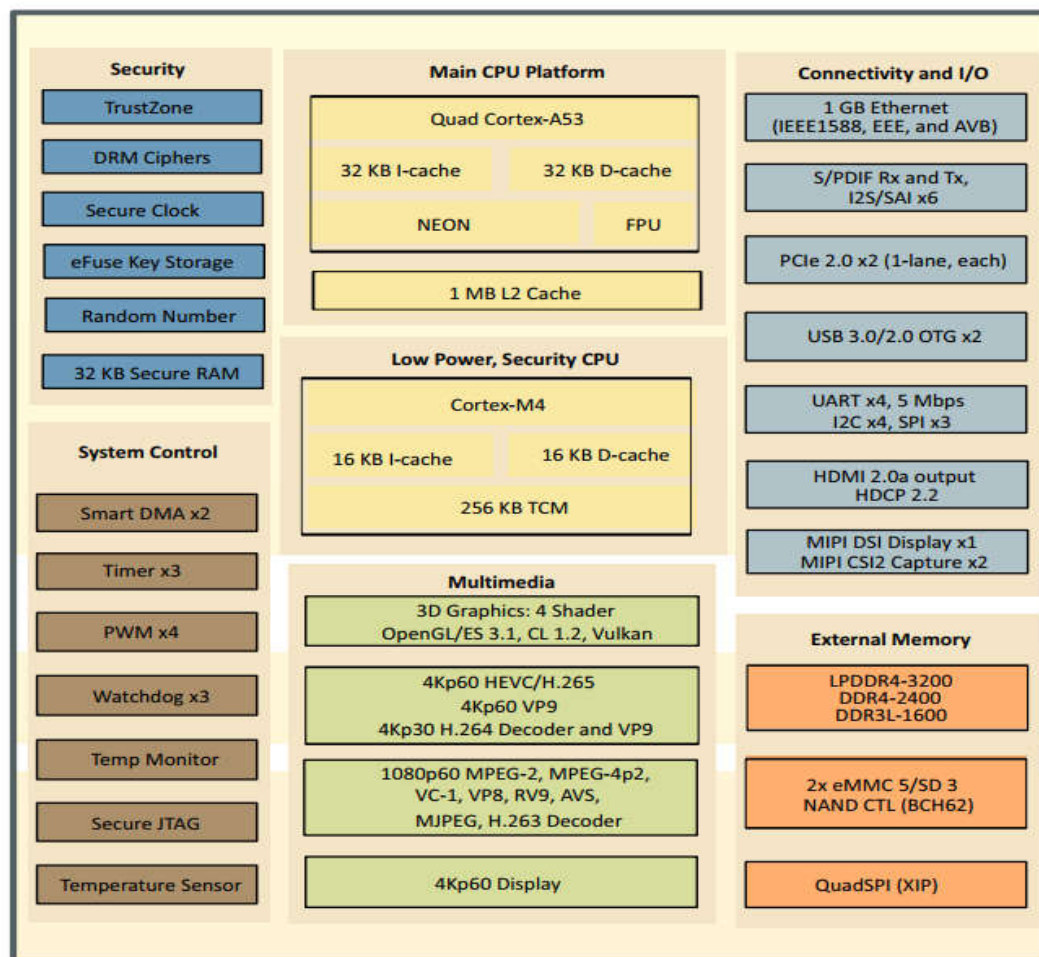 Security
TrustZone
DRM Ciphers
Secure Clock
eFuse Key Storage
Random Number
32 KB Secure RAM
System Control
Smart DMA x2
Timer x3
PWM x4
Watchdog x3
Temp Monitor
Secure JTAG
Temperature Sensor
Main CPU Platform
Quad Cortex-A53
32 KB I-cache
32 KB D-cache
NEON
FPU
1 MB L2 Cache
Low Power, Security CPU
Cortex-M4
16 KB I-cache
16 KB D-cache
256 KB TCM
Multimedia
3D Graphics: 4 Shader
OpenGL/ES 3.1, CL 1.2, Vulkan
4Kp60 HEVC/H.265
4Kp60 VP9
4Kp30 H.264 Decoder and VP9
1080p60 MPEG-2, MPEG-4p2,
VC-1, VP8, RV9, AVS,
MJPEG, H.263 Decoder
4Kp60 Display
Connectivity and I/O
1 GB Ethernet
(IEEE1588, EEE, and AVB)
S/PDIF Rx and Tx,
I2S/SAI x6
PCIe 2.0 x2 (1-lane, each)
USB 3.0/2.0 OTG x2
UART x4, 5 Mbps
I2C x4, SPI x3
HDMI 2.0a output
HDCP 2.2
MIPI DSI Display x1
MIPI CSI2 Capture x2
External Memory
LPDDR4-3200
DDR4-2400
DDR3L-1600
2x eMMC 5/SD 3
NAND CTL (BCH62)
QuadSPI (XIP)